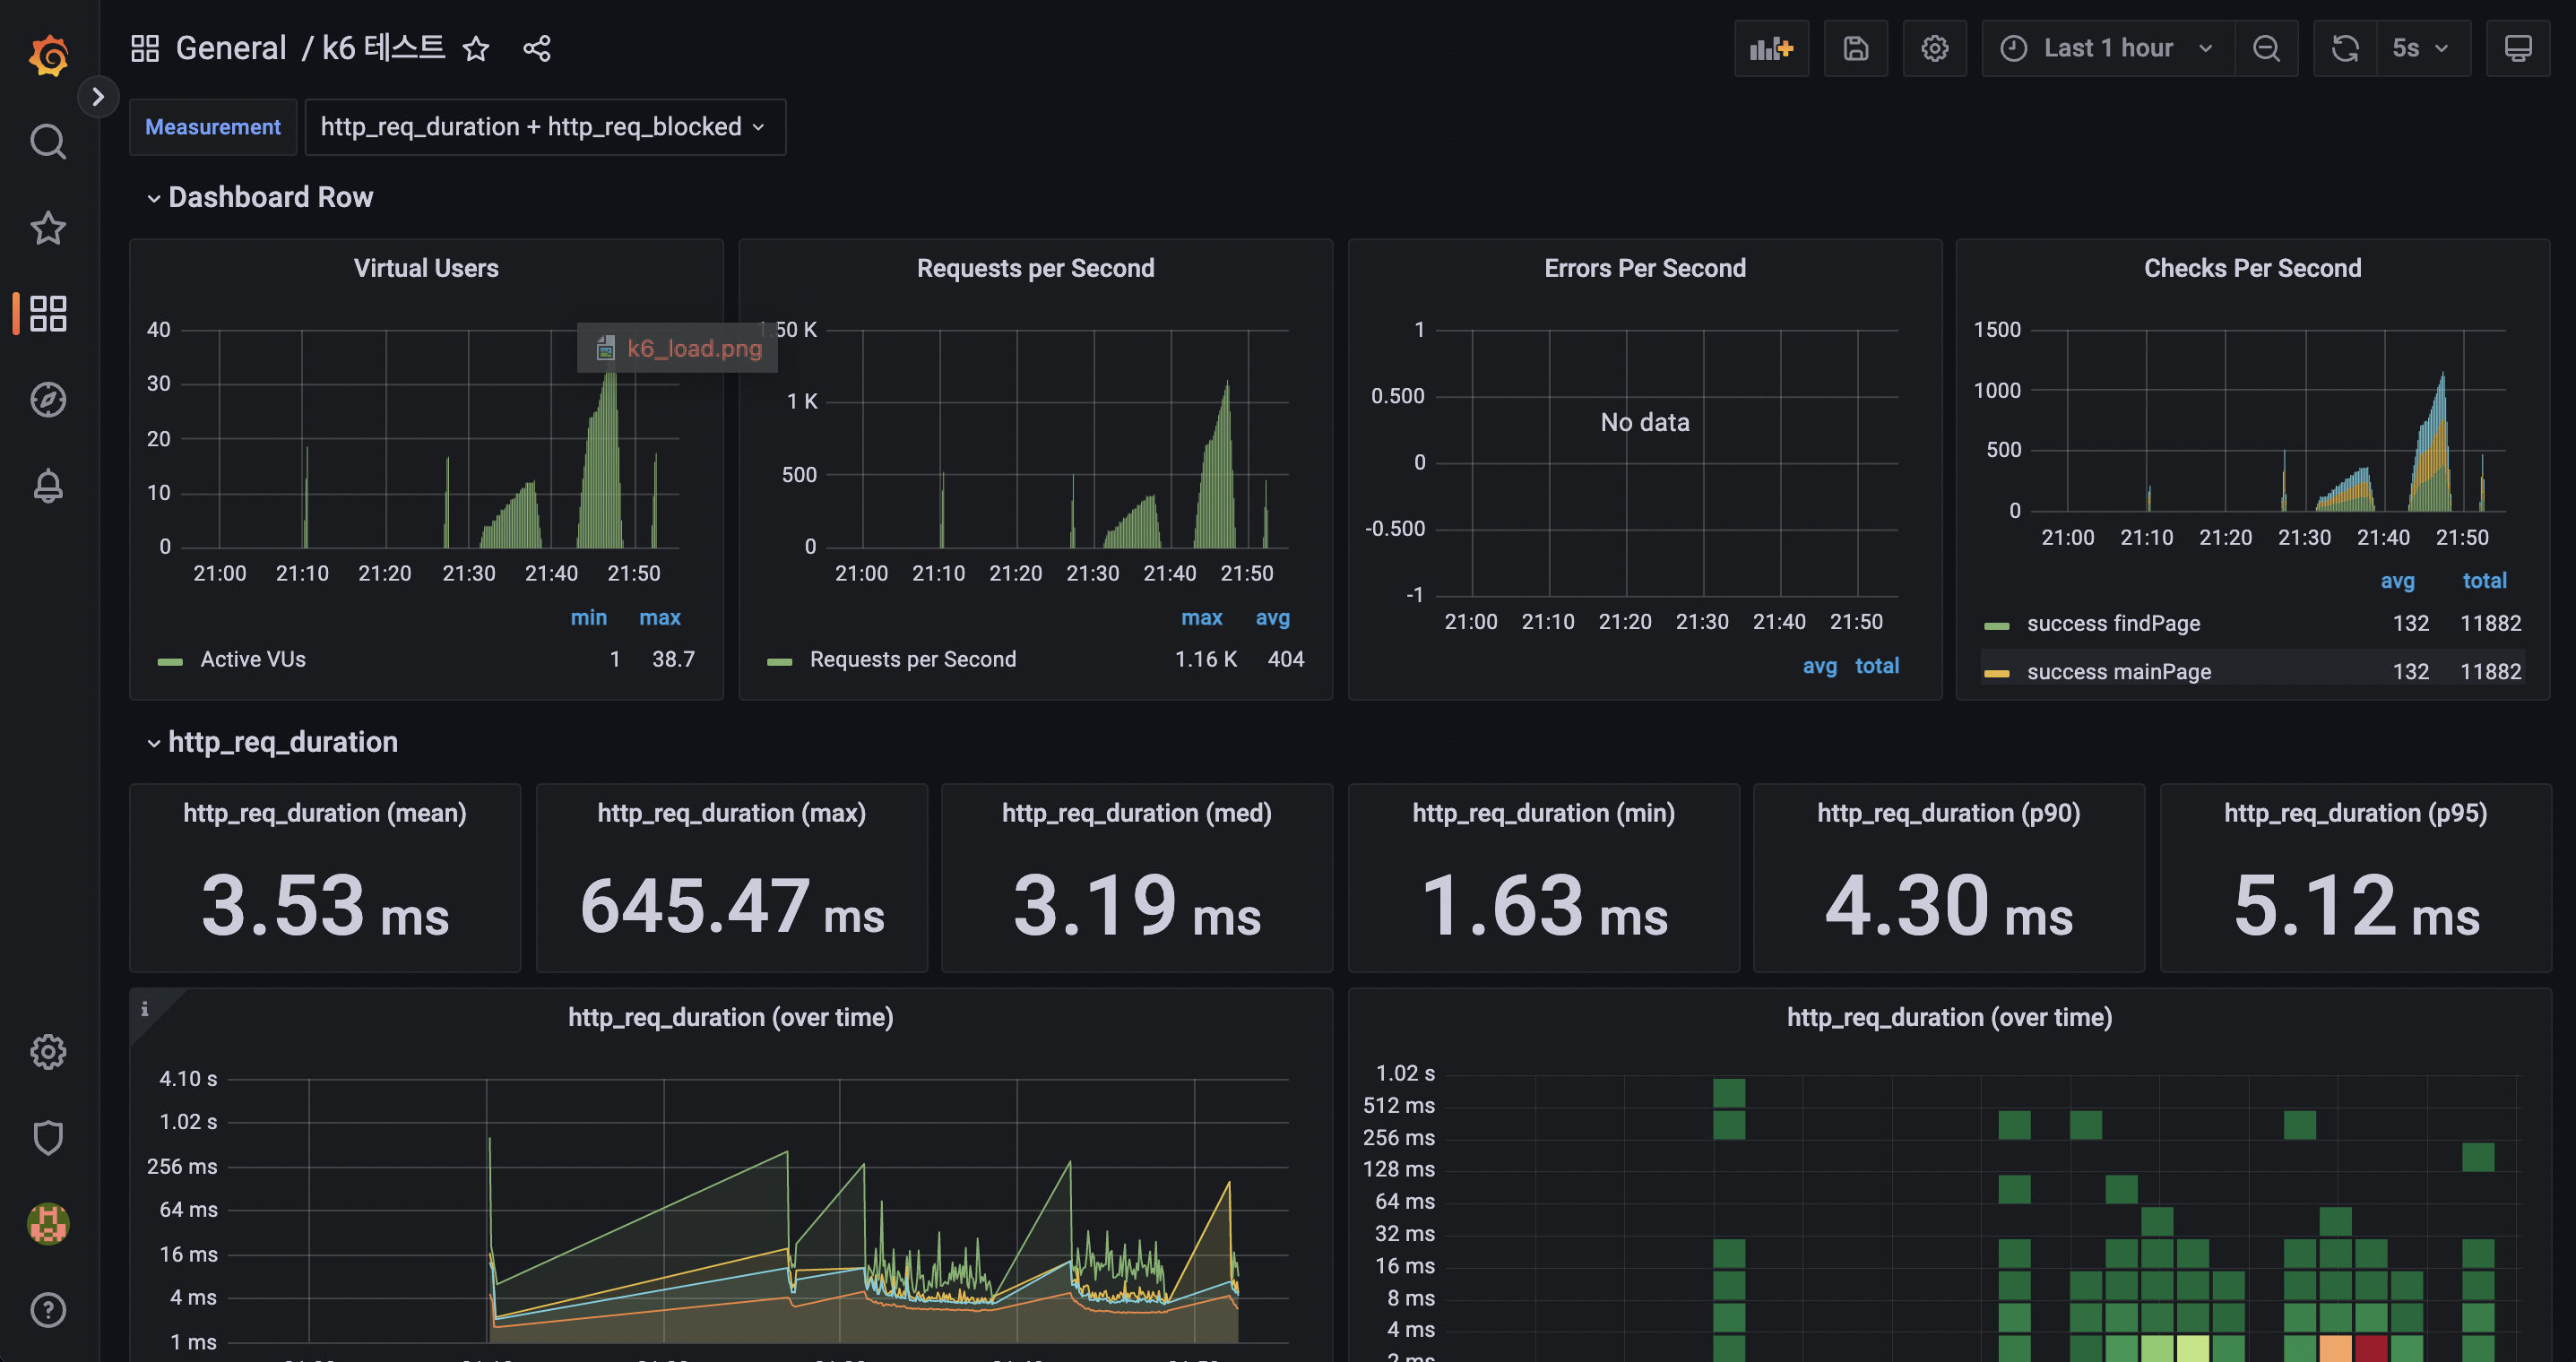 General / k6 테스트
Last 1 hour
5s
Measurement
http_req_duration + http_req_blocked
Dashboard Row
Virtual Users
40
30
20
10
0
21:00 21:10 21:20 21:30 21:40 21:50
min max
Active VUs 1 38.7
k6_load.png
Requests per Second
1.50 K
1 K
500
0
21:00 21:10 21:20 21:30 21:40 21:50
max avg
Requests per Second 1.16 K 404
Errors Per Second
1
0.500
0
-0.500
-1
No data
21:00 21:10 21:20 21:30 21:40 21:50
avg total
Checks Per Second
1500
1000
500
0
21:00 21:10 21:20 21:30 21:40 21:50
avg total
success findPage 132 11882
success mainPage 132 11882
http_req_duration
http_req_duration (mean)
3.53 ms
http_req_duration (max)
645.47 ms
http_req_duration (med)
3.19 ms
http_req_duration (min)
1.63 ms
http_req_duration (p90)
4.30 ms
http_req_duration (p95)
5.12 ms
i
http_req_duration (over time)
4.10 s
1.02 s
256 ms
64 ms
16 ms
4 ms
1 ms
http_req_duration (over time)
1.02 s
512 ms
256 ms
128 ms
64 ms
32 ms
16 ms
8 ms
4 ms
2 ms